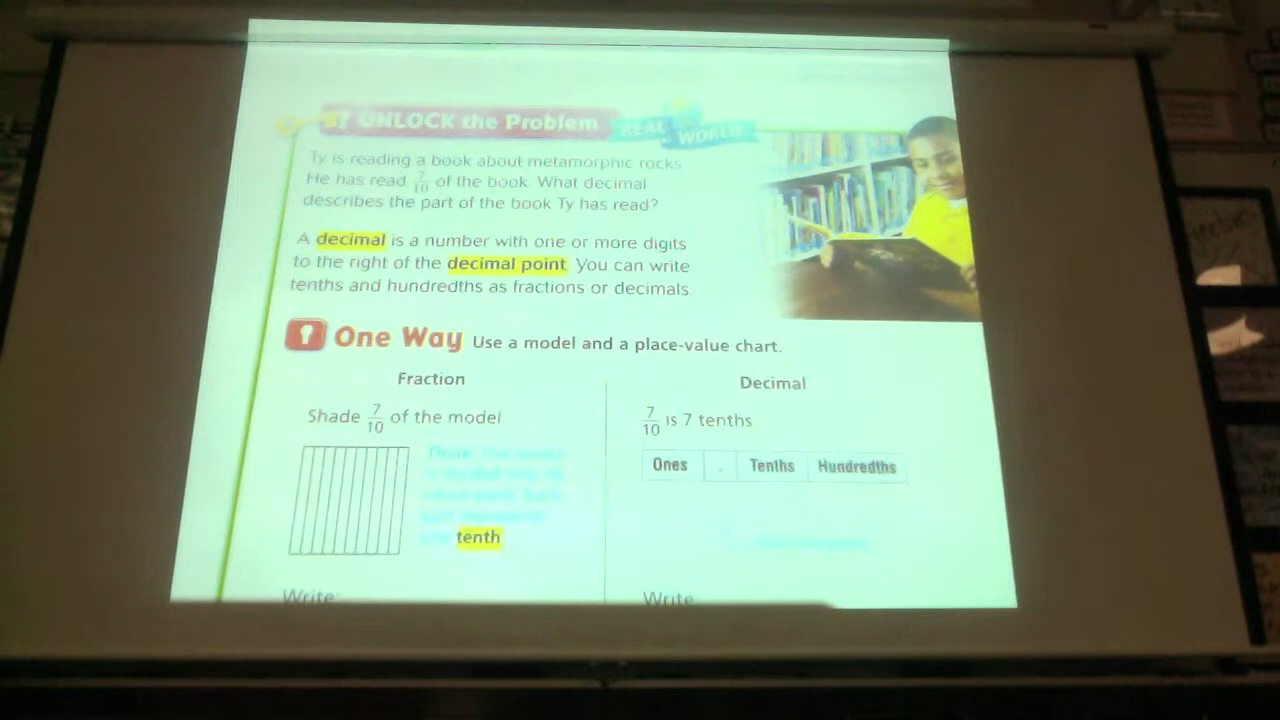 UNLOCK the Problem REAL WORLD
Ty is reading a book about metamorphic rocks.
He has read 7/10 of the book. What decimal
describes the part of the book Ty has read?
A decimal is a number with one or more digits
to the right of the decimal point. You can write
tenths and hundredths as fractions or decimals.
One Way Use a model and a place-value chart.
Fraction
Shade 7/10 of the model
tenth
Write:
Decimal
7/10 is 7 tenths
Ones . Tenths Hundredths
Write